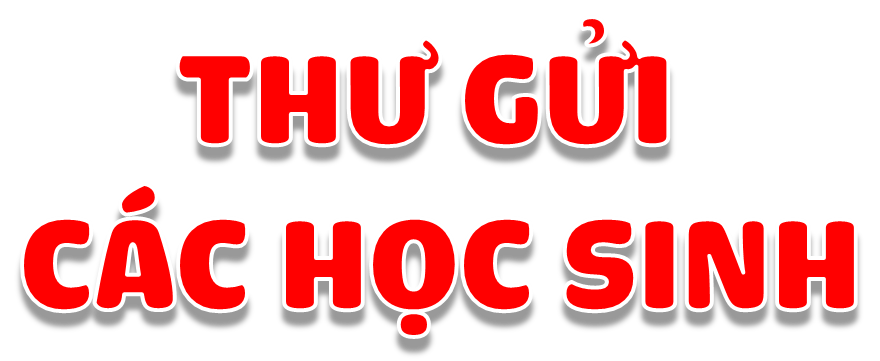 THƯ GỬI
CÁC HỌC SINH